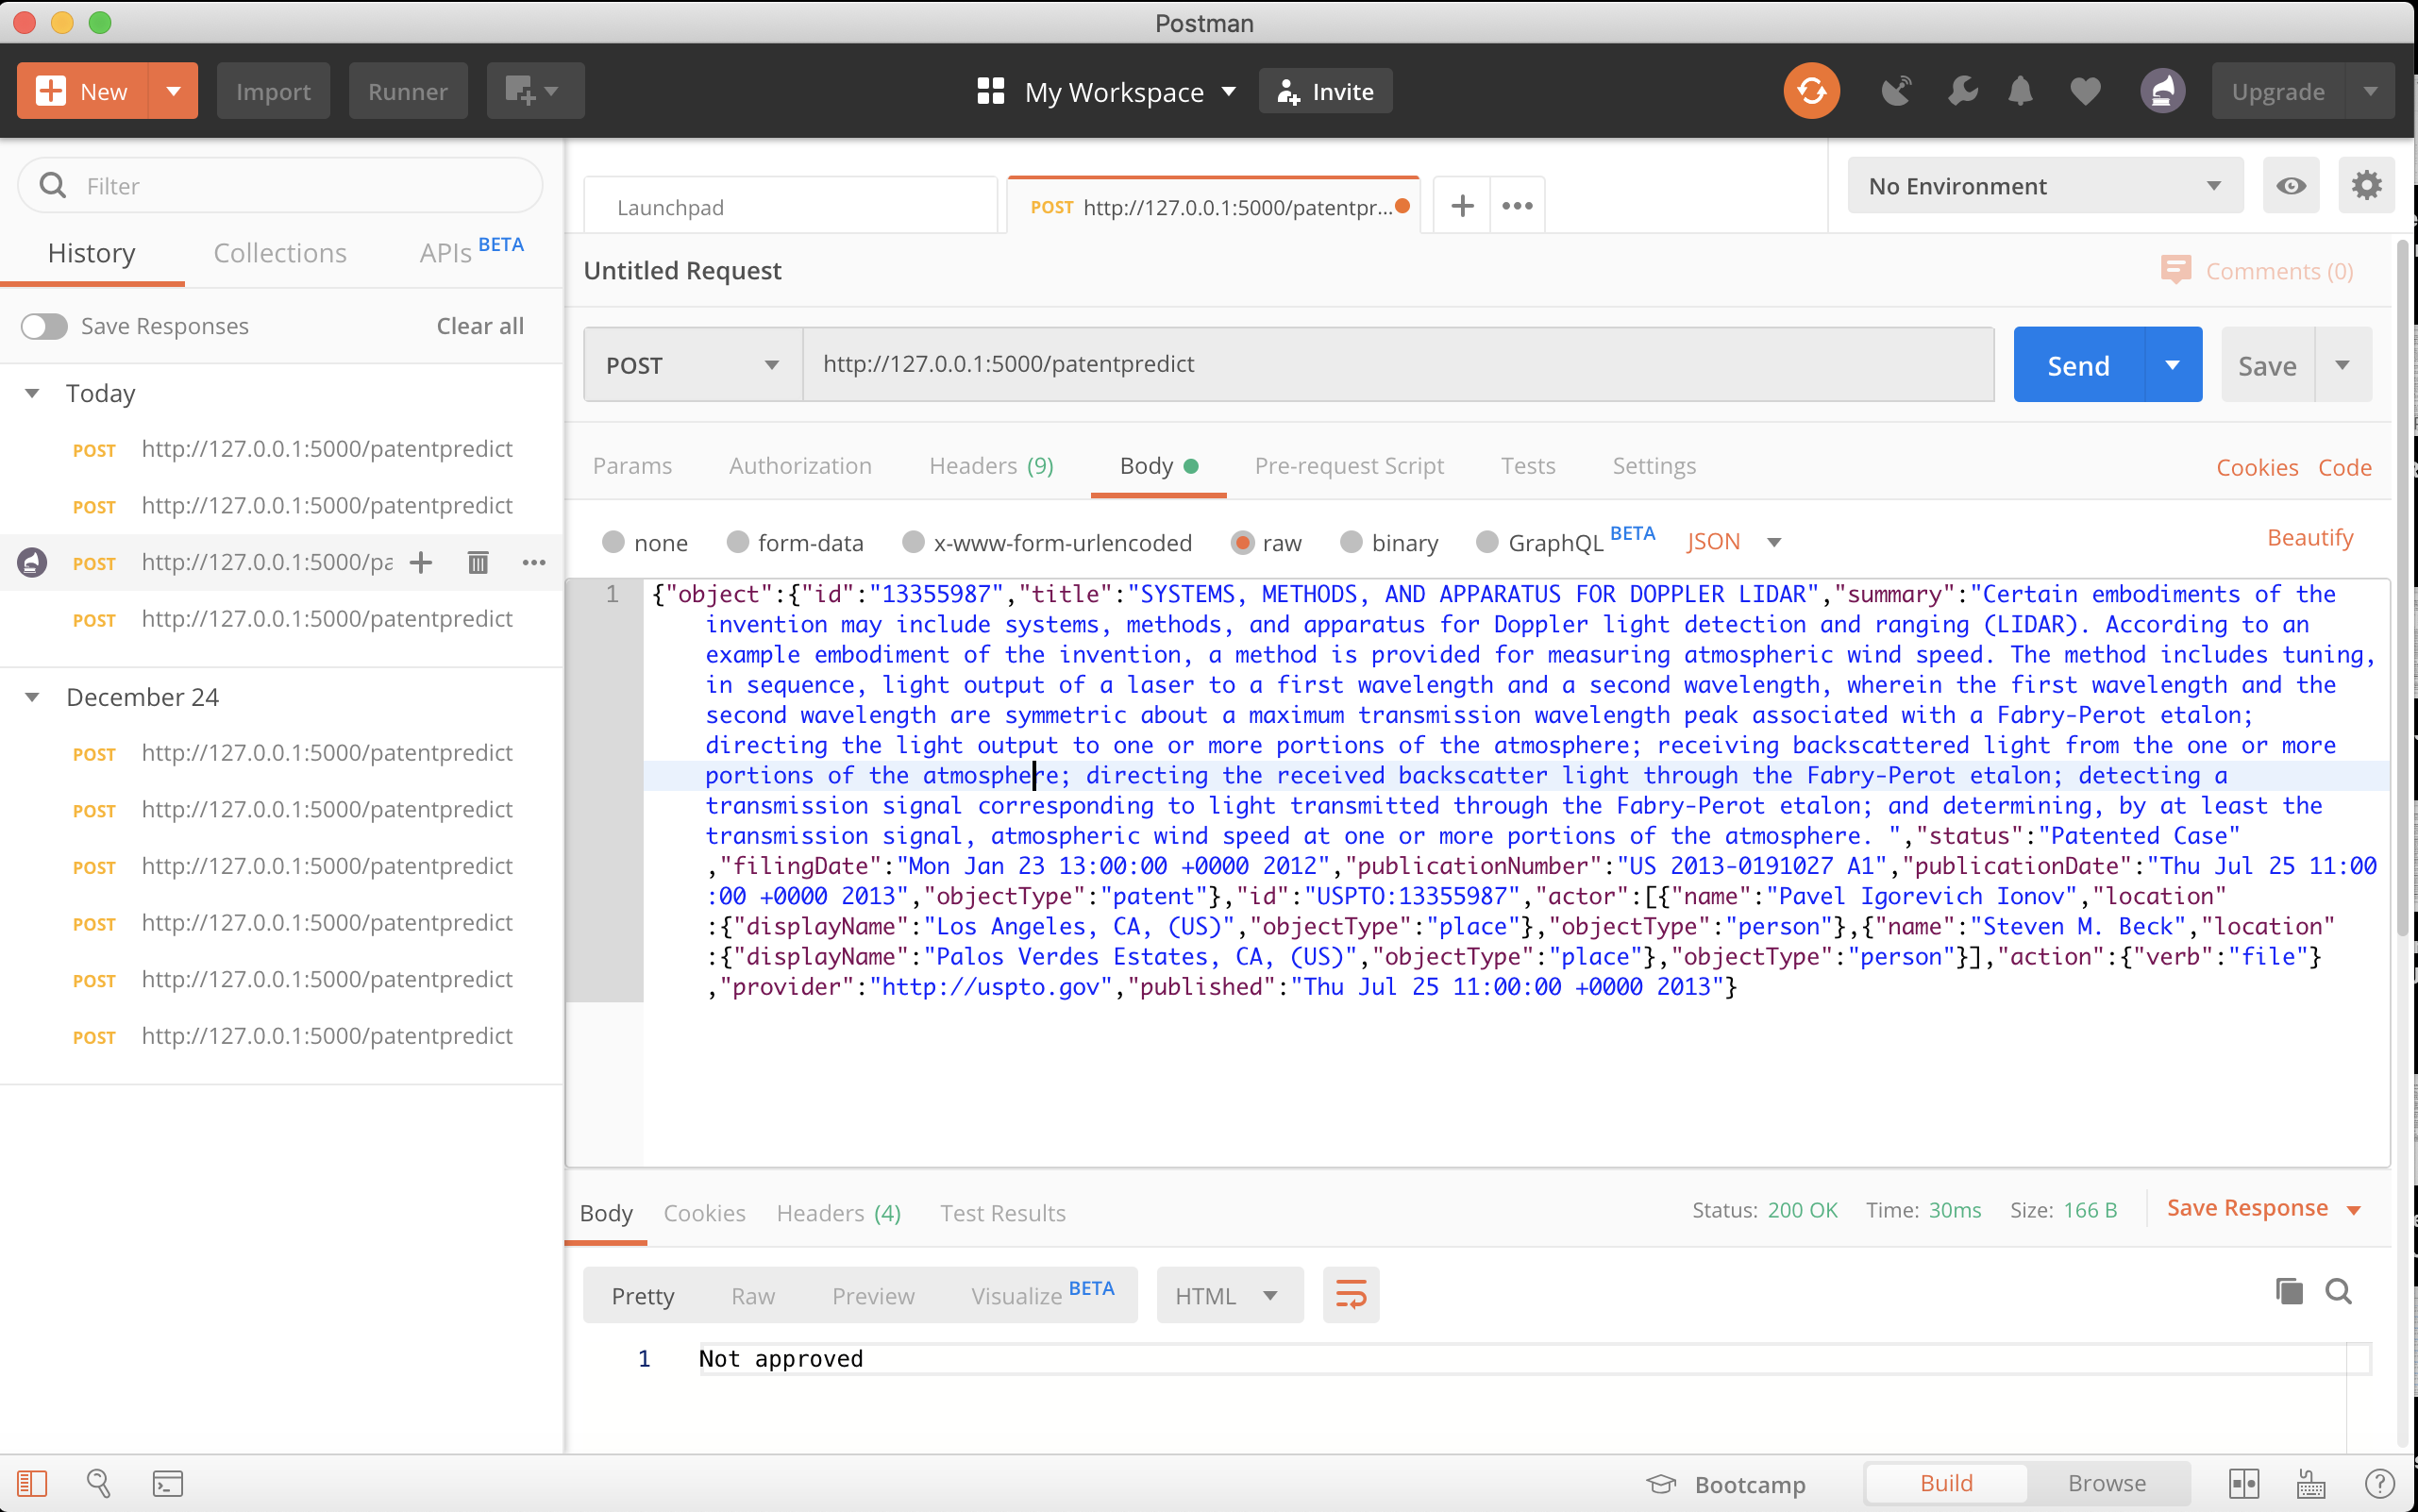 Postman
New
Import
Runner
My Workspace
Invite
Upgrade
Filter
History
Collections
APIs BETA
Save Responses
Clear all
Today
POST http://127.0.0.1:5000/patentpredict
POST http://127.0.0.1:5000/patentpredict
POST http://127.0.0.1:5000/pa
POST http://127.0.0.1:5000/patentpredict
December 24
POST http://127.0.0.1:5000/patentpredict
POST http://127.0.0.1:5000/patentpredict
POST http://127.0.0.1:5000/patentpredict
POST http://127.0.0.1:5000/patentpredict
POST http://127.0.0.1:5000/patentpredict
POST http://127.0.0.1:5000/patentpredict
Launchpad
POST http://127.0.0.1:5000/patentpr...
No Environment
Untitled Request
Comments (0)
POST
http://127.0.0.1:5000/patentpredict
Send
Save
Params
Authorization
Headers (9)
Body
Pre-request Script
Tests
Settings
Cookies
Code
none
form-data
x-www-form-urlencoded
raw
binary
GraphQL BETA
JSON
Beautify
1
{"object":{"id":"13355987","title":"SYSTEMS, METHODS, AND APPARATUS FOR DOPPLER LIDAR","summary":"Certain embodiments of the
invention may include systems, methods, and apparatus for Doppler light detection and ranging (LIDAR). According to an
example embodiment of the invention, a method is provided for measuring atmospheric wind speed. The method includes tuning,
in sequence, light output of a laser to a first wavelength and a second wavelength, wherein the first wavelength and the
second wavelength are symmetric about a maximum transmission wavelength peak associated with a Fabry-Perot etalon;
directing the light output to one or more portions of the atmosphere; receiving backscattered light from the one or more
portions of the atmosphere; directing the received backscatter light through the Fabry-Perot etalon; detecting a
transmission signal corresponding to light transmitted through the Fabry-Perot etalon; and determining, by at least the
transmission signal, atmospheric wind speed at one or more portions of the atmosphere. ","status":"Patented Case"
,"filingDate":"Mon Jan 23 13:00:00 +0000 2012","publicationNumber":"US 2013-0191027 A1","publicationDate":"Thu Jul 25 11:00
:00 +0000 2013","objectType":"patent"},"id":"USPTO:13355987","actor":[{"name":"Pavel Igorevich Ionov","location"
:{"displayName":"Los Angeles, CA, (US)","objectType":"place"},"objectType":"person"},{"name":"Steven M. Beck","location"
:{"displayName":"Palos Verdes Estates, CA, (US)","objectType":"place"},"objectType":"person"}],"action":{"verb":"file"}
,"provider":"http://uspto.gov","published":"Thu Jul 25 11:00:00 +0000 2013"}
Body
Cookies
Headers (4)
Test Results
Status: 200 OK
Time: 30ms
Size: 166 B
Save Response
Pretty
Raw
Preview
Visualize BETA
HTML
1
Not approved
Bootcamp
Build
Browse